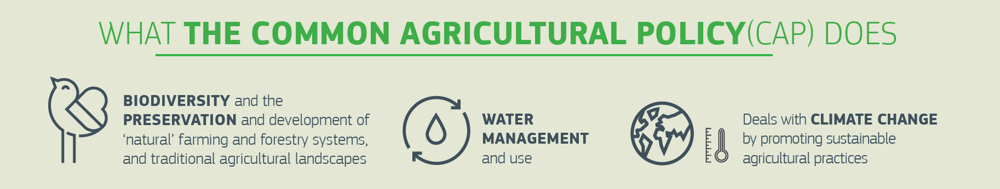 WHAT THE COMMON AGRICULTURAL POLICY(CAP) DOES
BIODIVERSITY and the
PRESERVATION and development of
‘natural’ farming and forestry systems,
and traditional agricultural landscapes
WATER
MANAGEMENT
and use
Deals with CLIMATE CHANGE
by promoting sustainable
agricultural practices